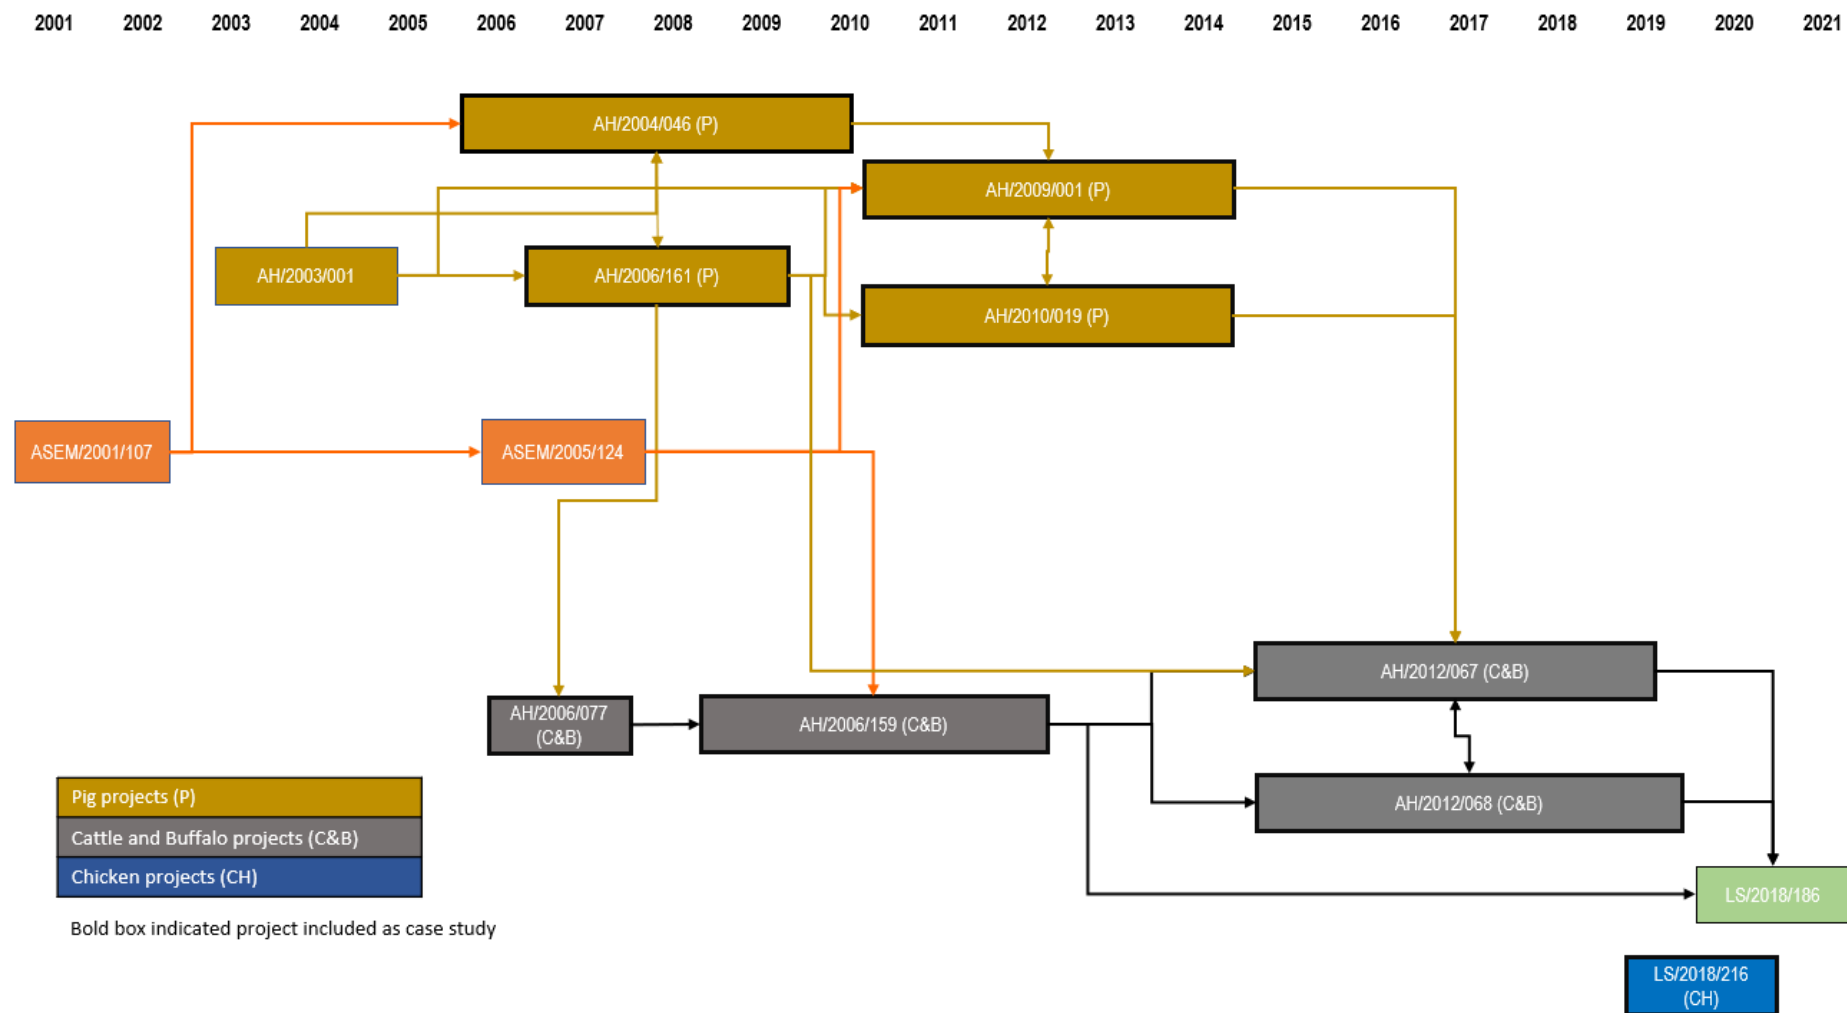 2001 2002 2003 2004 2005 2006 2007 2008 2009 2010 2011 2012 2013 2014 2015 2016 2017 2018 2019 2020 2021
AH/2004/046 (P)
AH/2009/001 (P)
AH/2003/001
AH/2006/161 (P)
AH/2010/019 (P)
ASEM/2001/107
ASEM/2005/124
AH/2012/067 (C&B)
AH/2006/077
(C&B)
AH/2006/159 (C&B)
AH/2012/068 (C&B)
Pig projects (P)
Cattle and Buffalo projects (C&B)
Chicken projects (CH)
LS/2018/186
Bold box indicated project included as case study
LS/2018/216
(CH)